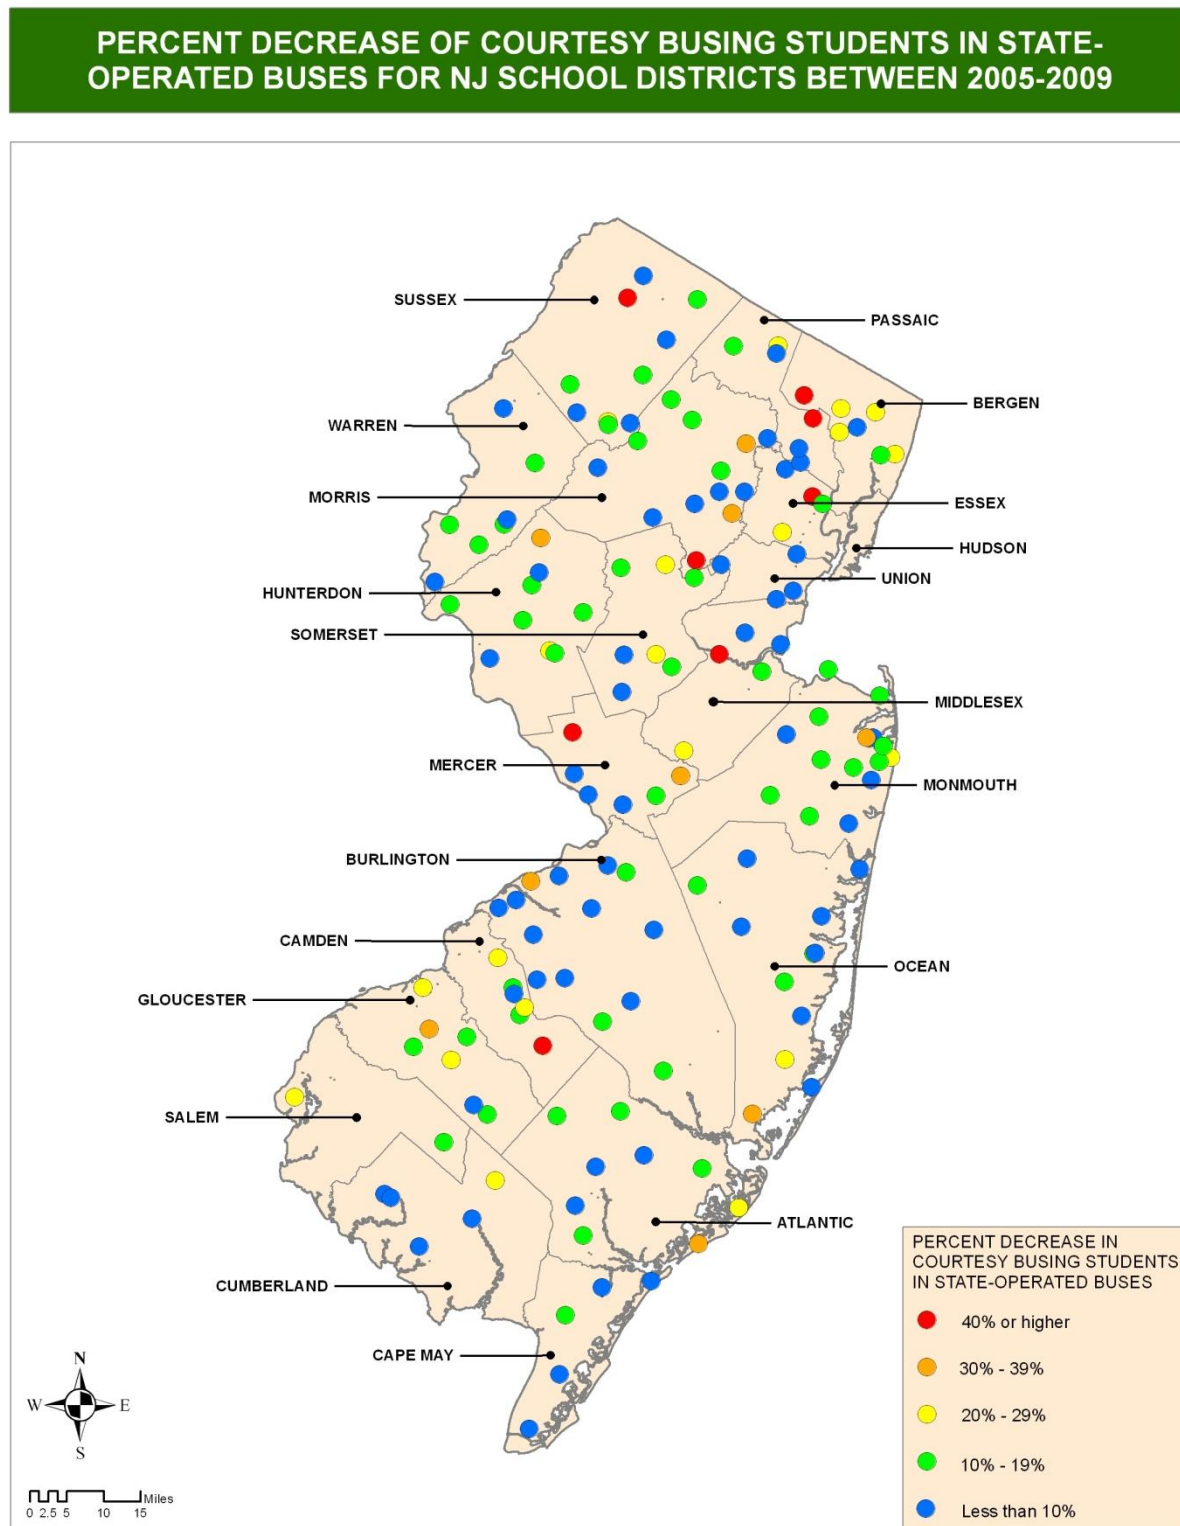 PERCENT DECREASE OF COURTESY BUSING STUDENTS IN STATE-
OPERATED BUSES FOR NJ SCHOOL DISTRICTS BETWEEN 2005-2009
SUSSEX
PASSAIC
BERGEN
WARREN
MORRIS
ESSEX
HUDSON
UNION
HUNTERDON
SOMERSET
MIDDLESEX
MERCER
MONMOUTH
BURLINGTON
CAMDEN
OCEAN
GLOUCESTER
SALEM
ATLANTIC
CUMBERLAND
CAPE MAY
PERCENT DECREASE IN
COURTESY BUSING STUDENTS
IN STATE-OPERATED BUSES
40% or higher
30% - 39%
20% - 29%
10% - 19%
Less than 10%
N
W E
S
Miles
0 2.5 5 10 15